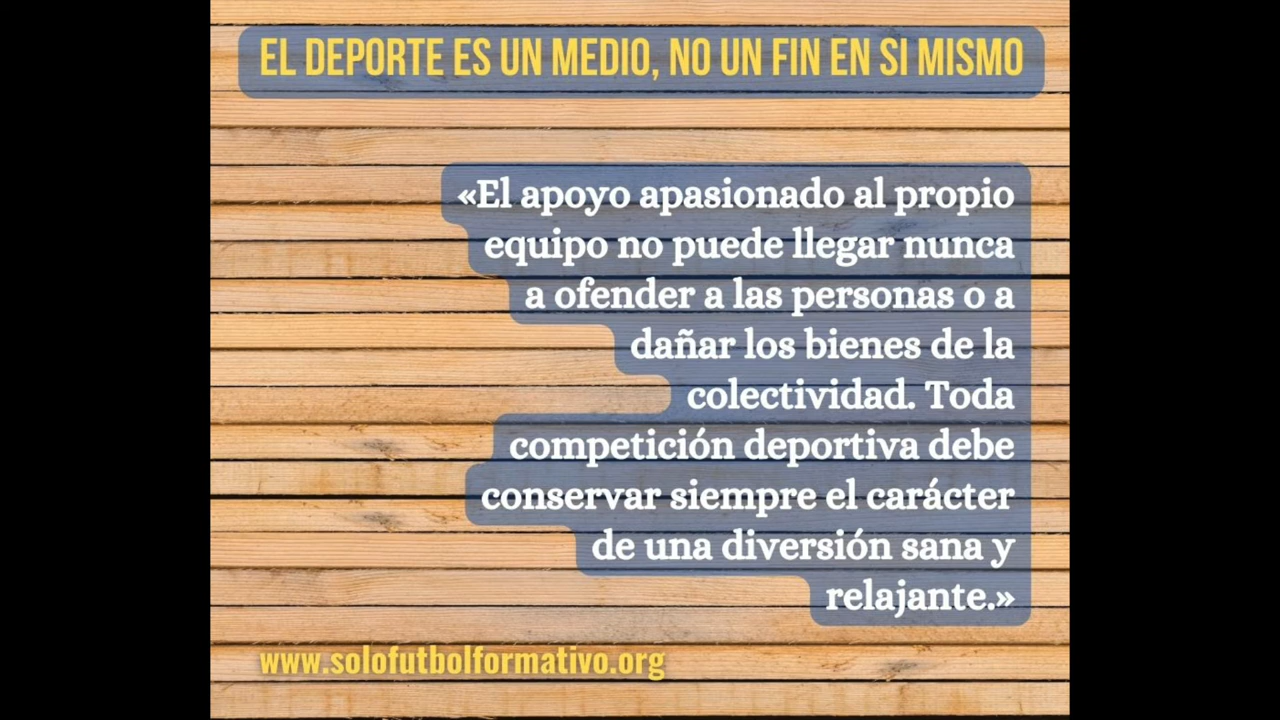 EL DEPORTE ES UN MEDIO, NO UN FIN EN SI MISMO
«El apoyo apasionado al propio
equipo no puede llegar nunca
a ofender a las personas o a
dañar los bienes de la
colectividad. Toda
competición deportiva debe
conservar siempre el carácter
de una diversión sana y
relajante.»
www.solofutbolformativo.org